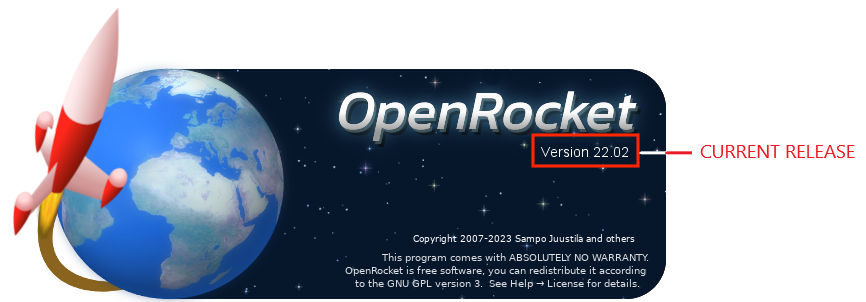 OpenRocket
Version 22.02
CURRENT RELEASE
Copyright 2007-2023 Sampo Juustila and others
This program comes with ABSOLUTELY NO WARRANTY.
OpenRocket is free software, you can redistribute it according
to the GNU GPL version 3. See Help → License for details.